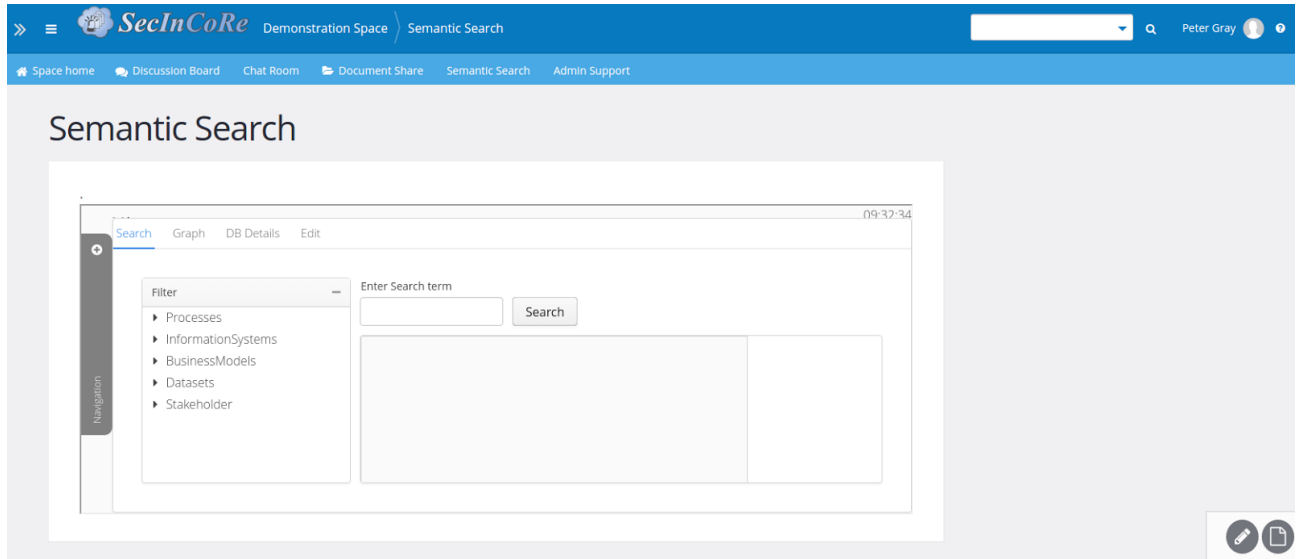 SecInCoRe Demonstration Space Semantic Search Peter Gray
Space home Discussion Board Chat Room Document Share Semantic Search Admin Support
Semantic Search
.
09:32:34
Search Graph DB Details Edit
Filter
Processes
InformationSystems
BusinessModels
Datasets
Stakeholder
Enter Search term
Search
Navigation